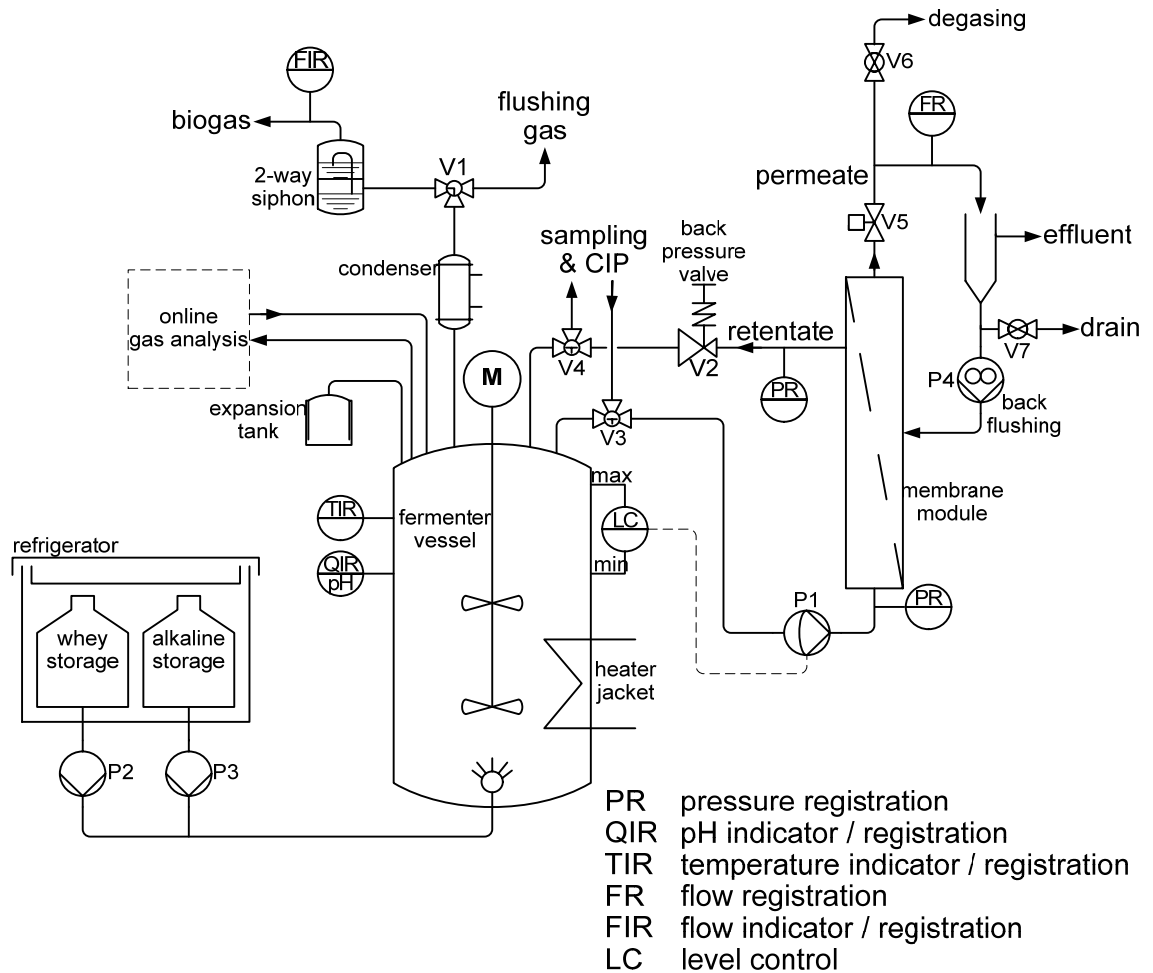 degasing
V6
FIR
FR
biogas
flushing
gas
2-way
siphon
V1
permeate
V5
effluent
sampling
& CIP
back
pressure
valve
condenser
online
gas analysis
retentate
V4
V2
drain
V7
M
PR
P4
back
flushing
expansion
tank
V3
max
TIR
fermenter
vessel
LC
membrane
module
refrigerator
QIR
pH
min
whey
storage
alkaline
storage
P1
PR
heater
jacket
P2
P3
PR pressure registration
QIR pH indicator / registration
TIR temperature indicator / registration
FR flow registration
FIR flow indicator / registration
LC level control